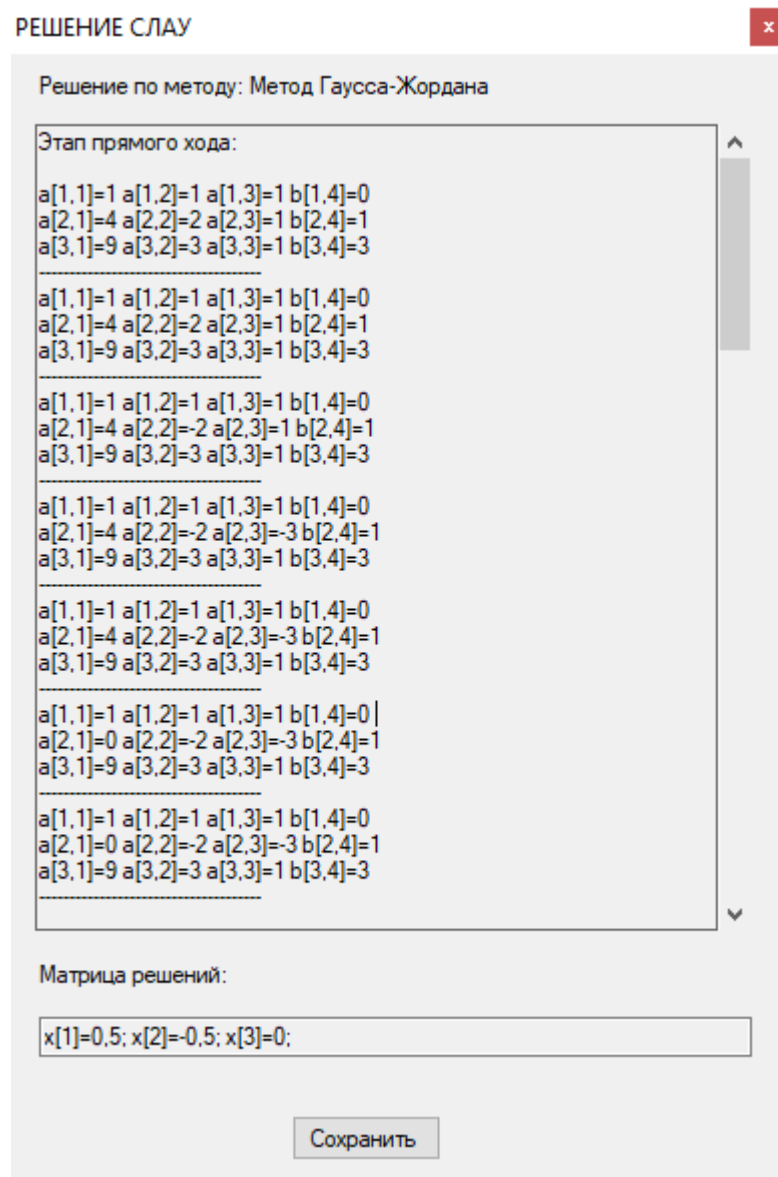 РЕШЕНИЕ СЛАУ
x
Решение по методу: Метод Гаусса-Жордана
Этап прямого хода:
a[1,1]=1 a[1,2]=1 a[1,3]=1 b[1,4]=0
a[2,1]=4 a[2,2]=2 a[2,3]=1 b[2,4]=1
a[3,1]=9 a[3,2]=3 a[3,3]=1 b[3,4]=3
-------------------------------------
a[1,1]=1 a[1,2]=1 a[1,3]=1 b[1,4]=0
a[2,1]=4 a[2,2]=2 a[2,3]=1 b[2,4]=1
a[3,1]=9 a[3,2]=3 a[3,3]=1 b[3,4]=3
-------------------------------------
a[1,1]=1 a[1,2]=1 a[1,3]=1 b[1,4]=0
a[2,1]=4 a[2,2]=-2 a[2,3]=1 b[2,4]=1
a[3,1]=9 a[3,2]=3 a[3,3]=1 b[3,4]=3
-------------------------------------
a[1,1]=1 a[1,2]=1 a[1,3]=1 b[1,4]=0
a[2,1]=4 a[2,2]=-2 a[2,3]=-3 b[2,4]=1
a[3,1]=9 a[3,2]=3 a[3,3]=1 b[3,4]=3
-------------------------------------
a[1,1]=1 a[1,2]=1 a[1,3]=1 b[1,4]=0
a[2,1]=4 a[2,2]=-2 a[2,3]=-3 b[2,4]=1
a[3,1]=9 a[3,2]=3 a[3,3]=1 b[3,4]=3
-------------------------------------
a[1,1]=1 a[1,2]=1 a[1,3]=1 b[1,4]=0
a[2,1]=0 a[2,2]=-2 a[2,3]=-3 b[2,4]=1
a[3,1]=9 a[3,2]=3 a[3,3]=1 b[3,4]=3
-------------------------------------
a[1,1]=1 a[1,2]=1 a[1,3]=1 b[1,4]=0
a[2,1]=0 a[2,2]=-2 a[2,3]=-3 b[2,4]=1
a[3,1]=9 a[3,2]=3 a[3,3]=1 b[3,4]=3
-------------------------------------
Матрица решений:
x[1]=0,5; x[2]=-0,5; x[3]=0;
Сохранить